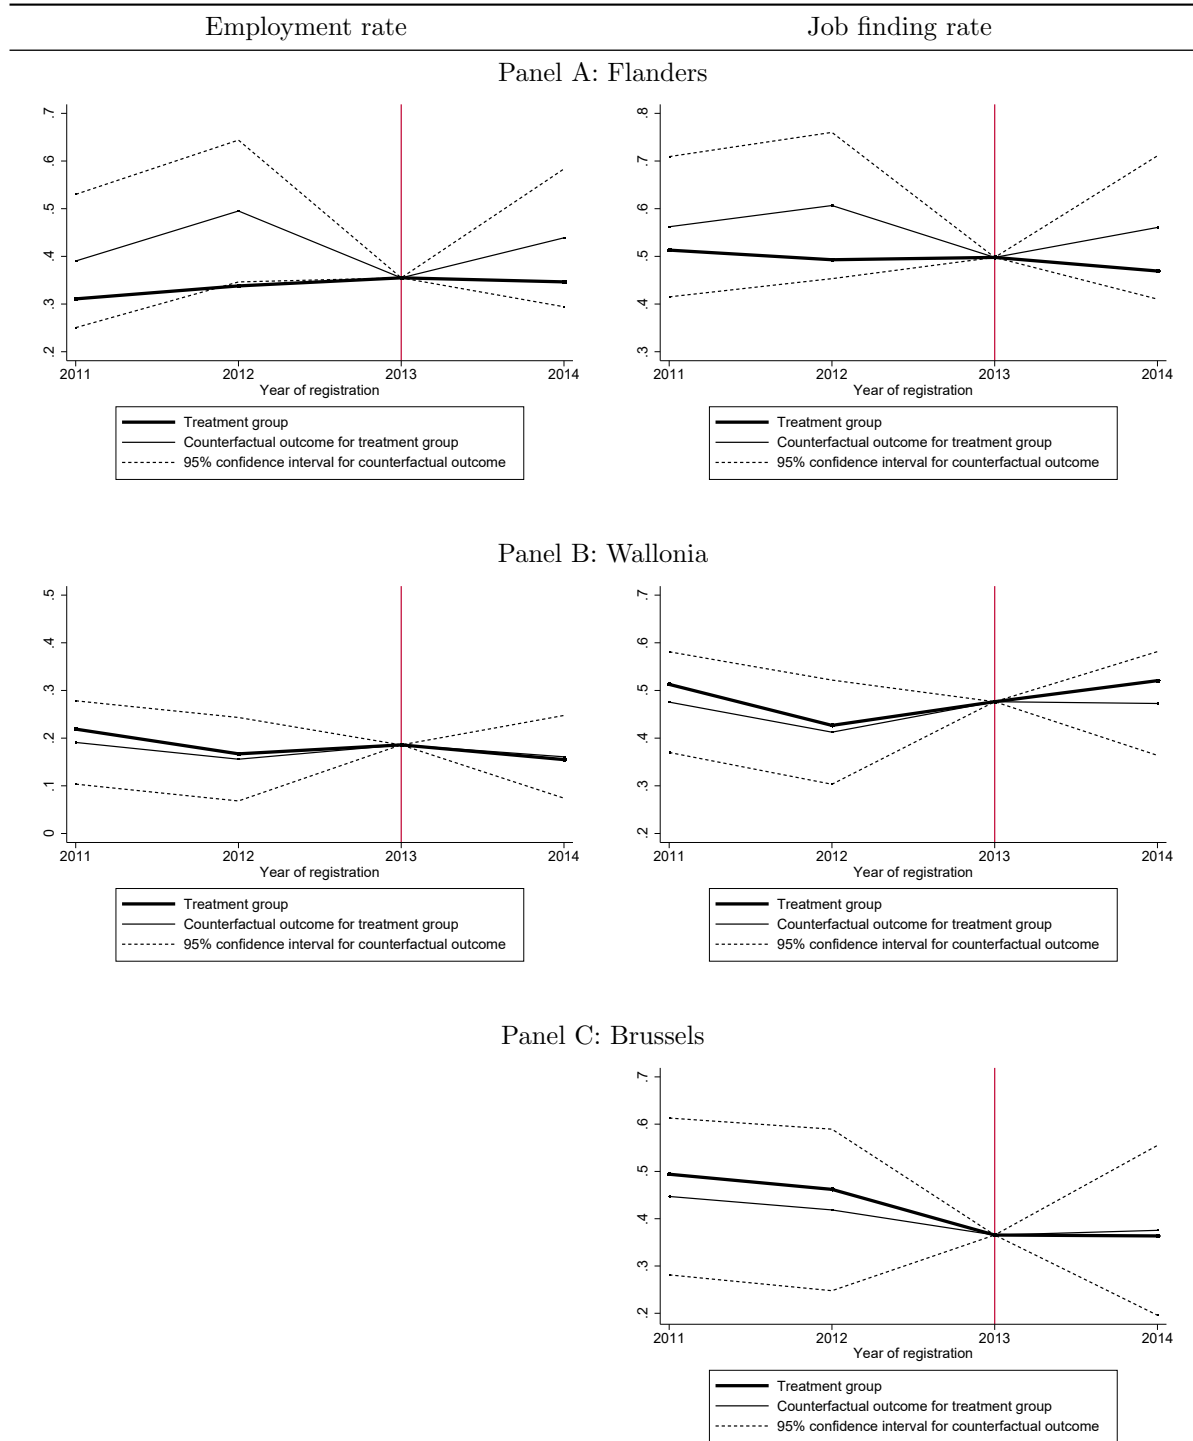 Employment rate
Job finding rate
Panel A: Flanders
.7
.6
.5
.4
.3
.2
2011 2012 2013 2014
Year of registration
Treatment group
Counterfactual outcome for treatment group
95% confidence interval for counterfactual outcome
.8
.7
.6
.5
.4
.3
2011 2012 2013 2014
Year of registration
Treatment group
Counterfactual outcome for treatment group
95% confidence interval for counterfactual outcome
Panel B: Wallonia
.5
.4
.3
.2
.1
0
2011 2012 2013 2014
Year of registration
Treatment group
Counterfactual outcome for treatment group
95% confidence interval for counterfactual outcome
.7
.6
.5
.4
.3
.2
2011 2012 2013 2014
Year of registration
Treatment group
Counterfactual outcome for treatment group
95% confidence interval for counterfactual outcome
Panel C: Brussels
.7
.6
.5
.4
.3
.2
2011 2012 2013 2014
Year of registration
Treatment group
Counterfactual outcome for treatment group
95% confidence interval for counterfactual outcome